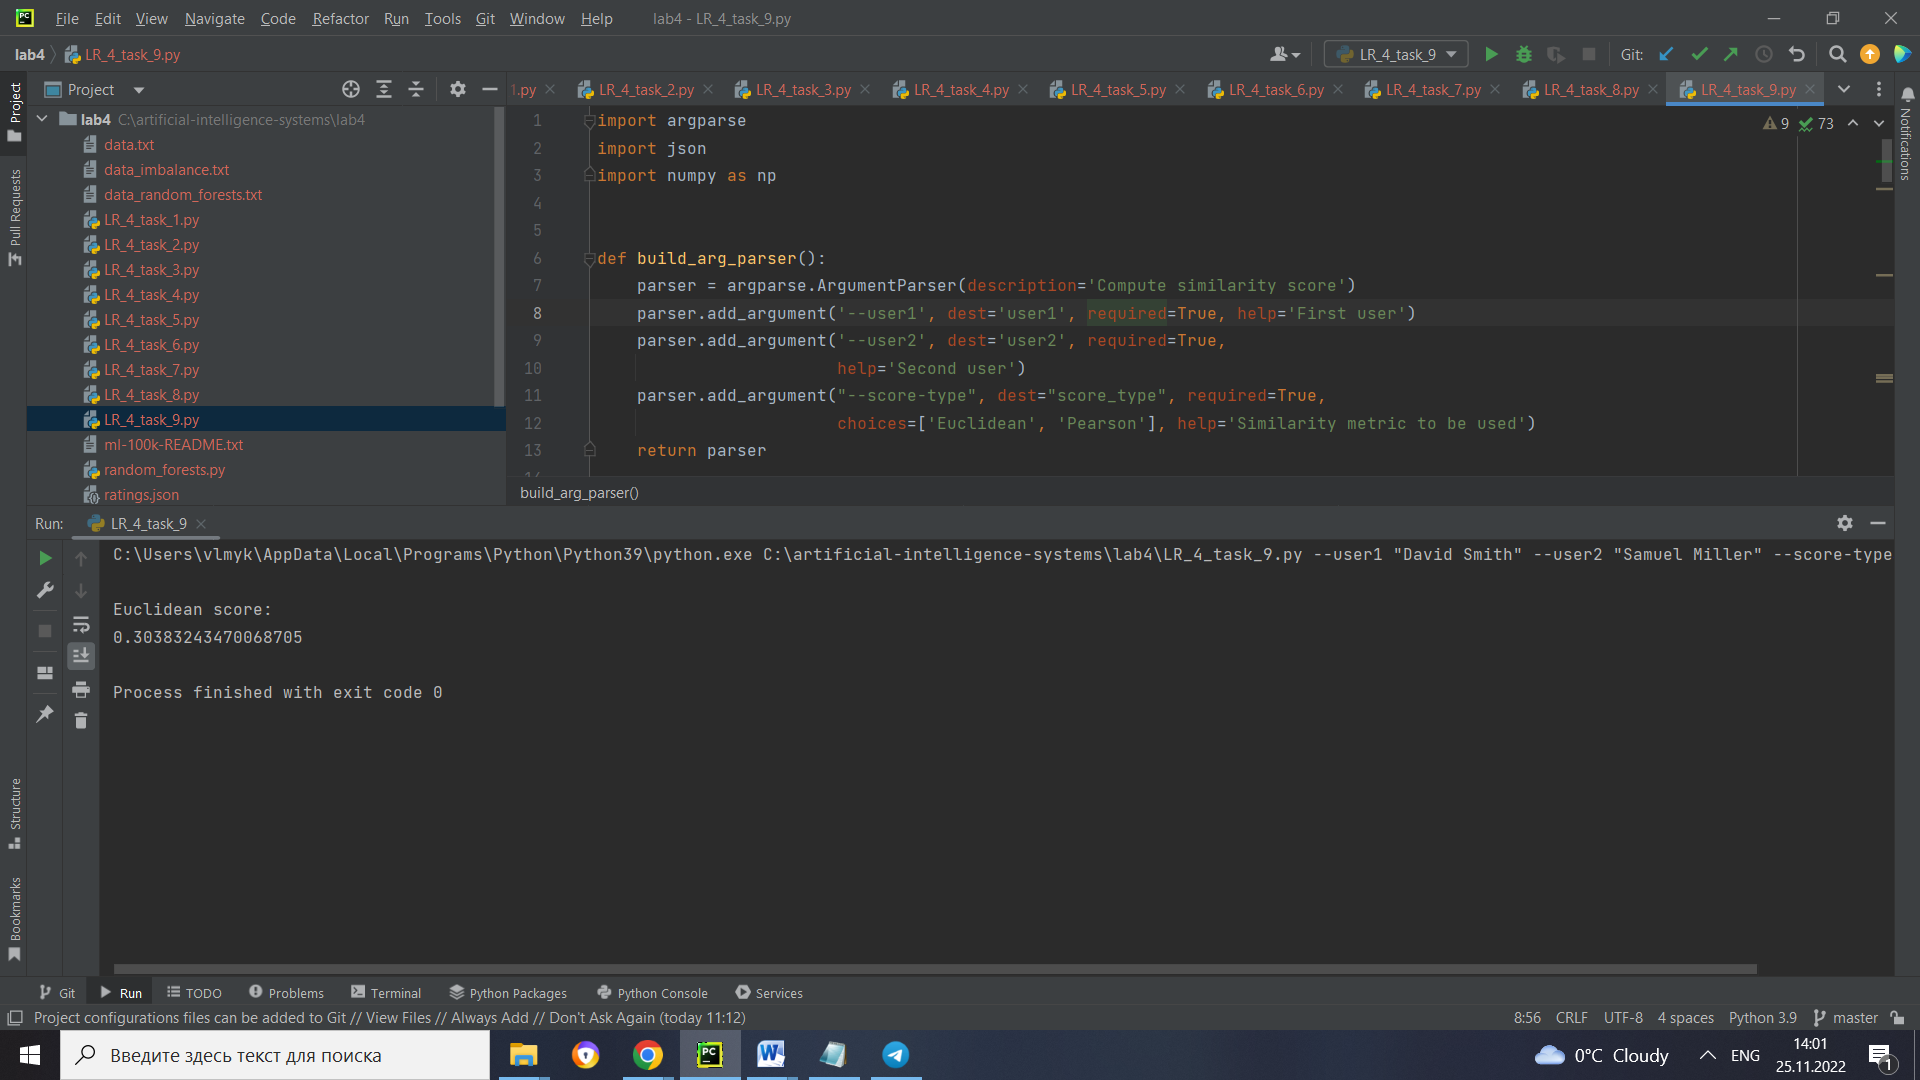 File Edit View Navigate Code Refactor Run Tools Git Window Help lab4 - LR_4_task_9.py
lab4 LR_4_task_9.py LR_4_task_9 Git:
Project 1.py LR_4_task_2.py LR_4_task_3.py LR_4_task_4.py LR_4_task_5.py LR_4_task_6.py LR_4_task_7.py LR_4_task_8.py LR_4_task_9.py
lab4 C:\artificial-intelligence-systems\lab4
data.txt
data_imbalance.txt
data_random_forests.txt
LR_4_task_1.py
LR_4_task_2.py
LR_4_task_3.py
LR_4_task_4.py
LR_4_task_5.py
LR_4_task_6.py
LR_4_task_7.py
LR_4_task_8.py
LR_4_task_9.py
ml-100k-README.txt
random_forests.py
ratings.json
9 73
1 import argparse
2 import json
3 import numpy as np
4
5
6 def build_arg_parser():
7 parser = argparse.ArgumentParser(description='Compute similarity score')
8 parser.add_argument('--user1', dest='user1', required=True, help='First user')
9 parser.add_argument('--user2', dest='user2', required=True,
10 help='Second user')
11 parser.add_argument("--score-type", dest="score_type", required=True,
12 choices=['Euclidean', 'Pearson'], help='Similarity metric to be used')
13 return parser
14
build_arg_parser()
Project
Pull Requests
Structure
Bookmarks
Notifications
Run: LR_4_task_9
C:\Users\vlmyk\AppData\Local\Programs\Python\Python39\python.exe C:\artificial-intelligence-systems\lab4\LR_4_task_9.py --user1 "David Smith" --user2 "Samuel Miller" --score-type
Euclidean score:
0.30383243470068705
Process finished with exit code 0
Git Run TODO Problems Terminal Python Packages Python Console Services
Project configurations files can be added to Git // View Files // Always Add // Don't Ask Again (today 11:12) 8:56 CRLF UTF-8 4 spaces Python 3.9 master
Введите здесь текст для поиска 0°C Cloudy ENG 14:01
25.11.2022
1